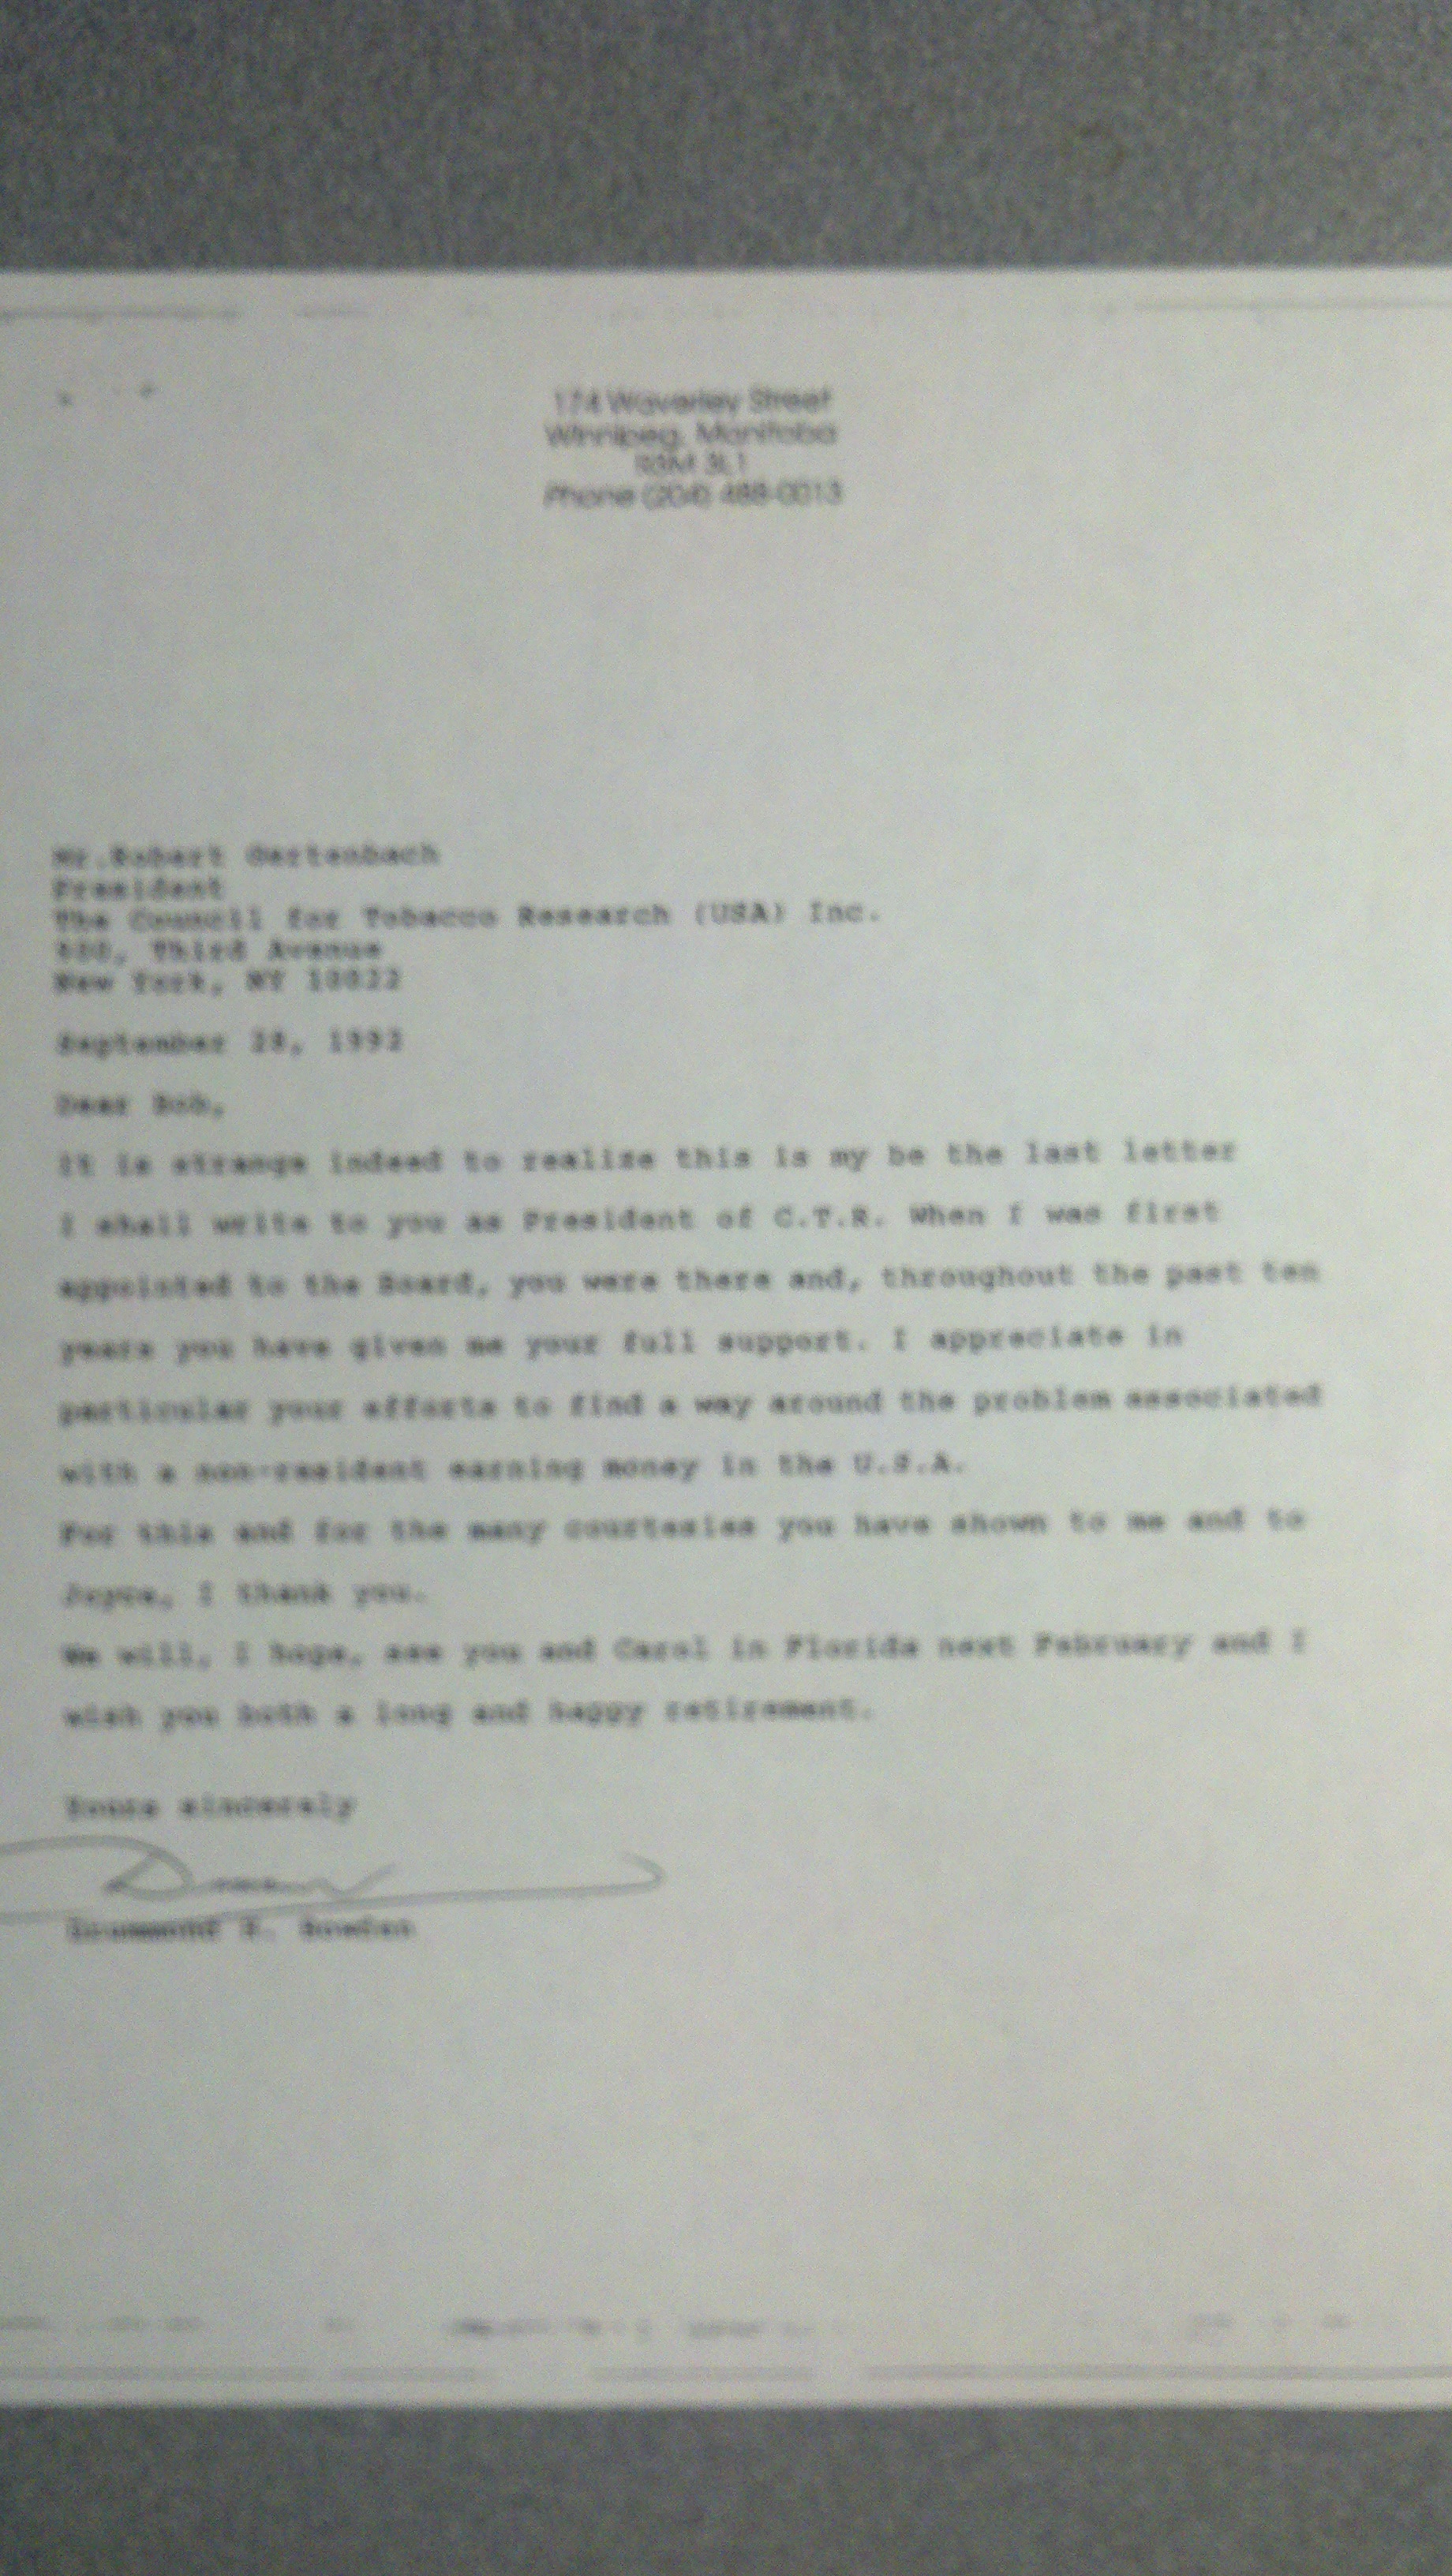 174 Waverley Street
Winnipeg, Manitoba
R3M 3L1
Phone (204) 488-0013
Mr.Robert Gertenbach
President
The Council for Tobacco Research (USA) Inc.
900, Third Avenue
New York, NY 10022
September 28, 1992
Dear Bob,
It is strange indeed to realize this is my be the last letter
I shall write to you as President of C.T.R. When I was first
appointed to the Board, you were there and, throughout the past ten
years you have given me your full support. I appreciate in
particular your efforts to find a way around the problem associated
with a non-resident earning money in the U.S.A.
For this and for the many courtesies you have shown to me and to
Joyce, I thank you.
We will, I hope, see you and Carol in Florida next February and I
wish you both a long and happy retirement.
Yours sincerely
Drummond H. Bowden